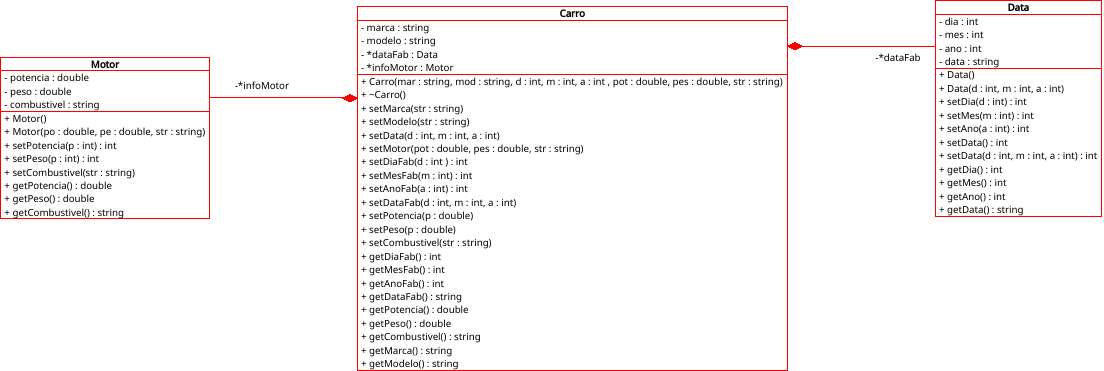 Motor
- potencia : double
- peso : double
- combustivel : string
+ Motor()
+ Motor(po : double, pe : double, str : string)
+ setPotencia(p : int) : int
+ setPeso(p : int) : int
+ setCombustivel(str : string)
+ getPotencia() : double
+ getPeso() : double
+ getCombustivel() : string
-*infoMotor
Carro
- marca : string
- modelo : string
- *dataFab : Data
- *infoMotor : Motor
+ Carro(mar : string, mod : string, d : int, m : int, a : int , pot : double, pes : double, str : string)
+ ~Carro()
+ setMarca(str : string)
+ setModelo(str : string)
+ setData(d : int, m : int, a : int)
+ setMotor(pot : double, pes : double, str : string)
+ setDiaFab(d : int ) : int
+ setMesFab(m : int) : int
+ setAnoFab(a : int) : int
+ setDataFab(d : int, m : int, a : int)
+ setPotencia(p : double)
+ setPeso(p : double)
+ setCombustivel(str : string)
+ getDiaFab() : int
+ getMesFab() : int
+ getAnoFab() : int
+ getDataFab() : string
+ getPotencia() : double
+ getPeso() : double
+ getCombustivel() : string
+ getMarca() : string
+ getModelo() : string
-*dataFab
Data
- dia : int
- mes : int
- ano : int
- data : string
+ Data()
+ Data(d : int, m : int, a : int)
+ setDia(d : int) : int
+ setMes(m : int) : int
+ setAno(a : int) : int
+ setData() : int
+ setData(d : int, m : int, a : int) : int
+ getDia() : int
+ getMes() : int
+ getAno() : int
+ getData() : string